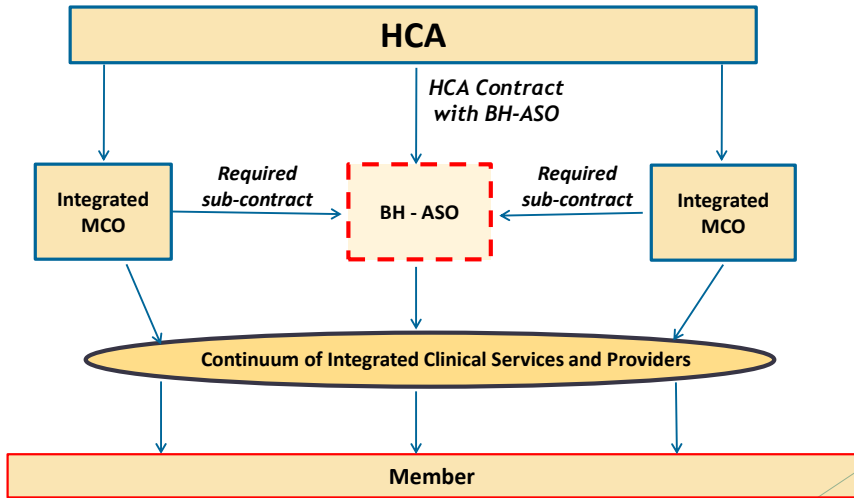 HCA
HCA Contract
with BH-ASO
Required
sub-contract
Required
sub-contract
Integrated
MCO
BH - ASO
Integrated
MCO
Continuum of Integrated Clinical Services and Providers
Member